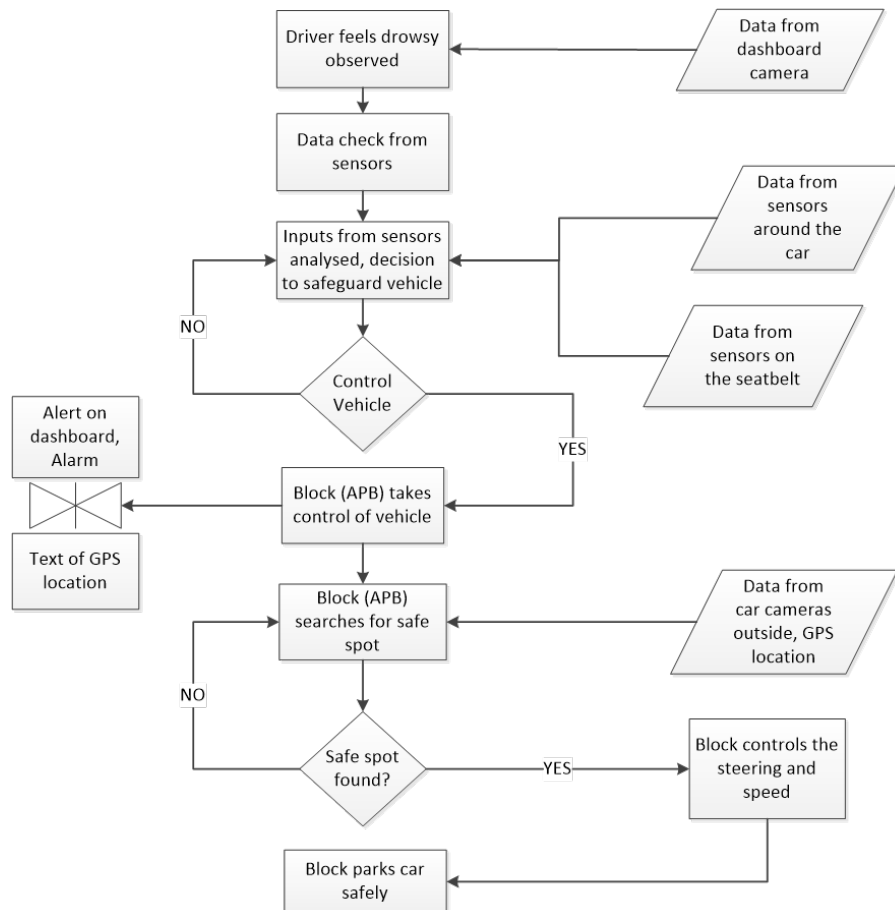 Driver feels drowsy
observed
Data from
dashboard
camera
Data check from
sensors
Inputs from sensors
analysed, decision
to safeguard vehicle
Data from
sensors
around the
car
NO
Data from
sensors on
the seatbelt
Control
Vehicle
YES
Alert on
dashboard,
Alarm
Block (APB) takes
control of vehicle
Text of GPS
location
Block (APB)
searches for safe
spot
Data from
car cameras
outside, GPS
location
NO
Safe spot
found?
YES
Block controls the
steering and
speed
Block parks car
safely